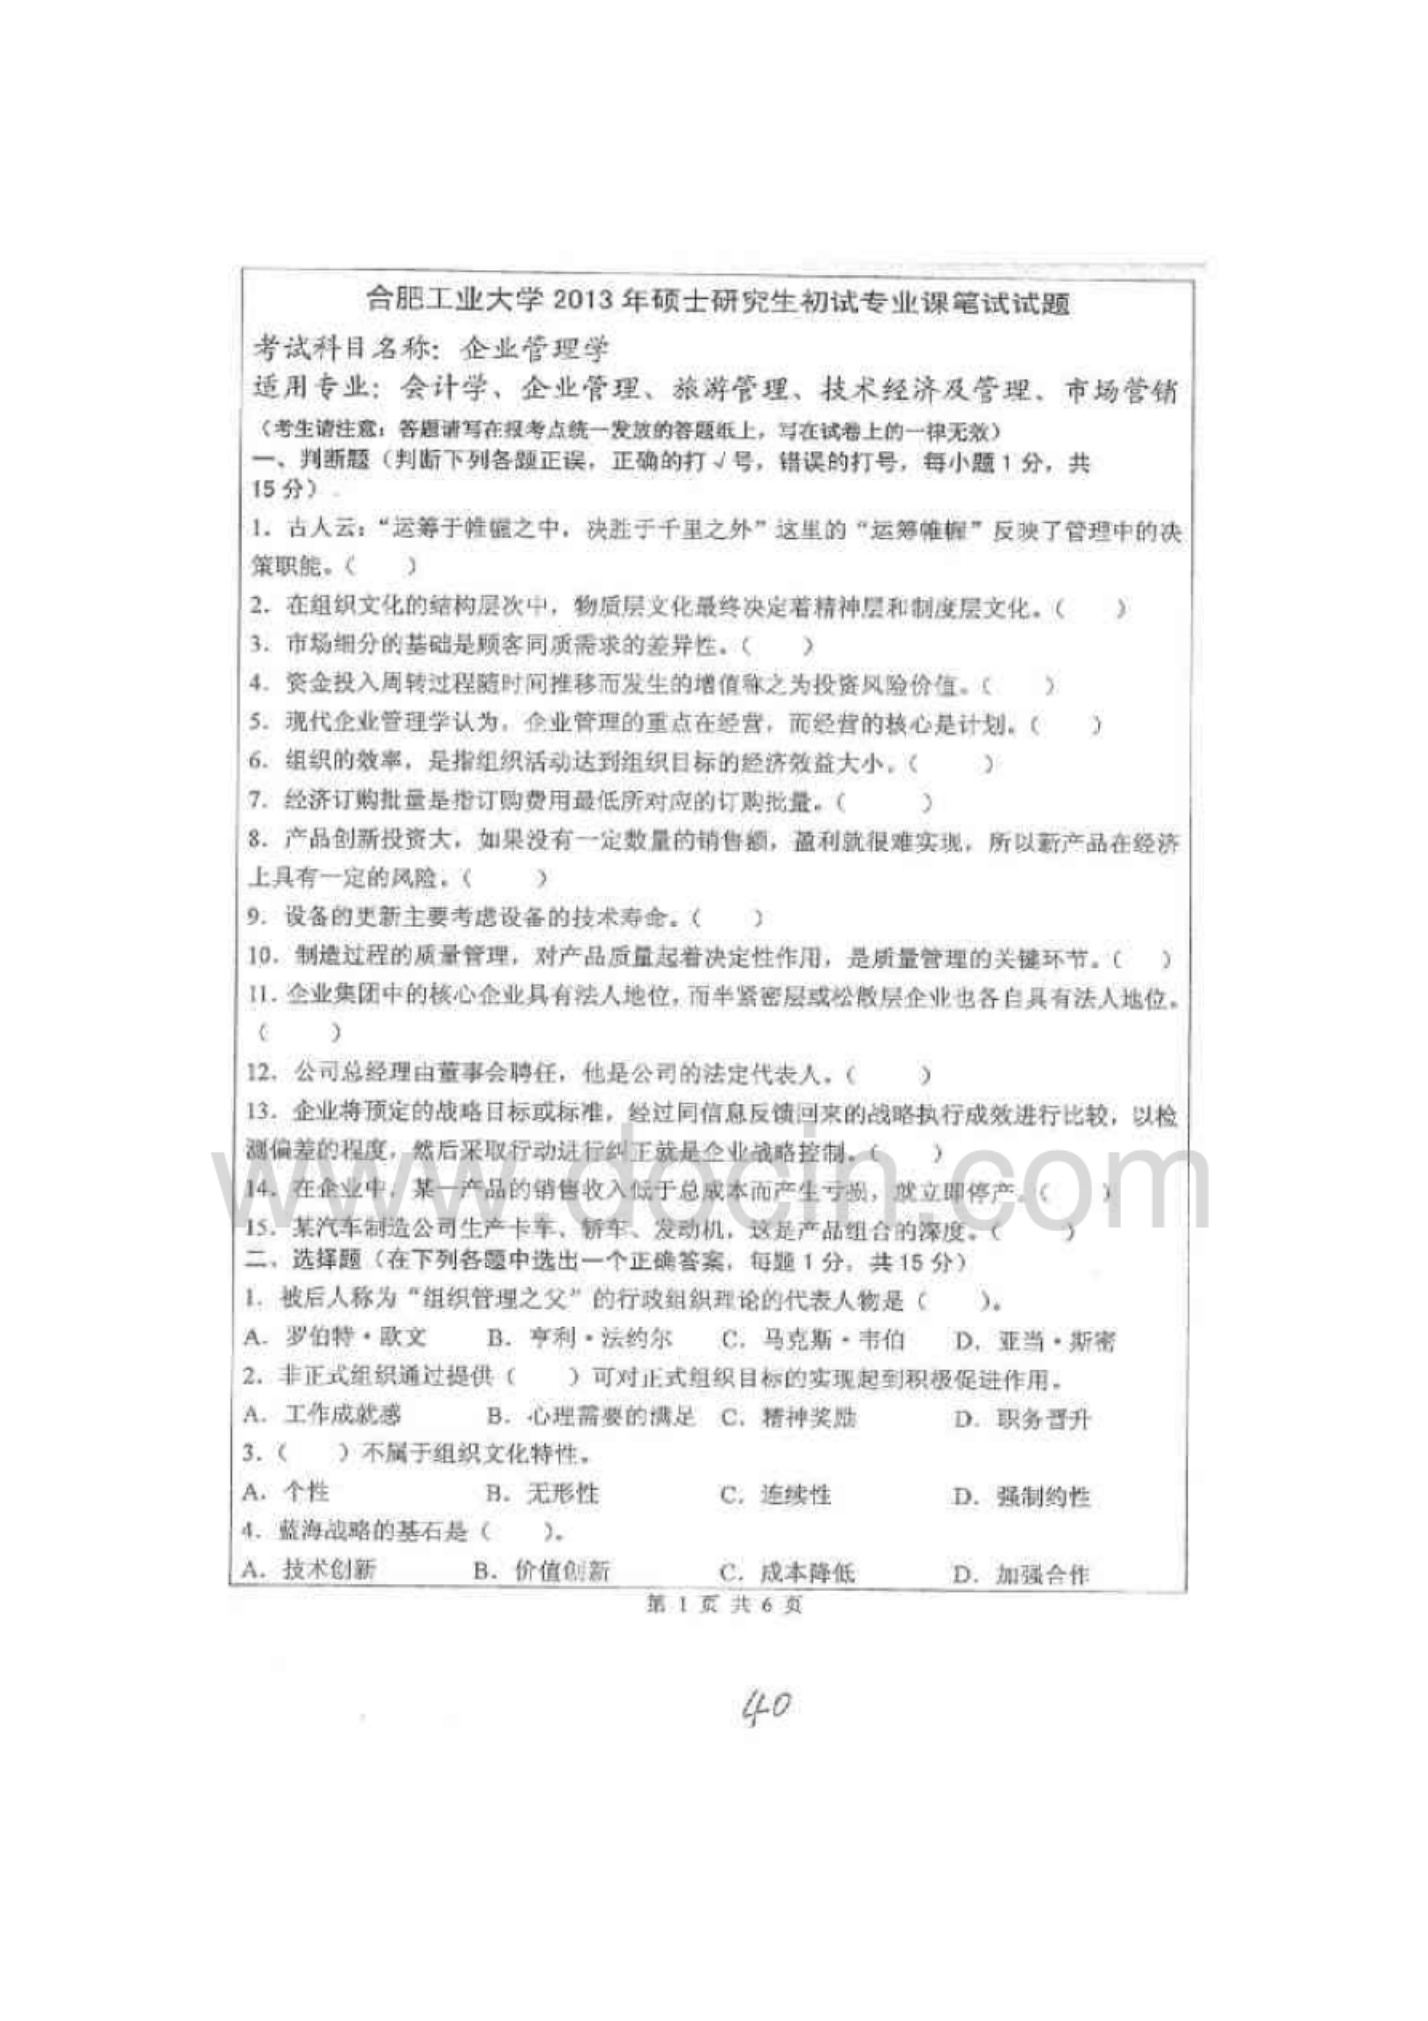 合肥工业大学 2013 年硕士研究生初试专业课笔试试题
考试科目名称：企业管理学
适用专业：会计学、企业管理、旅游管理、技术经济及管理、市场营销
（考生请注意：答题请写在报考点统一发放的答题纸上，写在试卷上的一律无效）
一、判断题（判断下列各题正误，正确的打√号，错误的打号，每小题 1 分，共
15 分）
1．古人云：“运筹于帷幄之中，决胜于千里之外”这里的“运筹帷幄”反映了管理中的决
策职能。（　　）
2．在组织文化的结构层次中，物质层文化最终决定着精神层和制度层文化。（　　）
3．市场细分的基础是顾客同质需求的差异性。（　　）
4．资金投入周转过程随时间推移而发生的增值称之为投资风险价值。（　　）
5．现代企业管理学认为，企业管理的重点在经营，而经营的核心是计划。（　　）
6．组织的效率，是指组织活动达到组织目标的经济效益大小。（　　）
7．经济订购批量是指订购费用最低所对应的订购批量。（　　）
8．产品创新投资大，如果没有一定数量的销售额，盈利就很难实现，所以新产品在经济
上具有一定的风险。（　　）
9．设备的更新主要考虑设备的技术寿命。（　　）
10．制造过程的质量管理，对产品质量起着决定性作用，是质量管理的关键环节。（　　）
11．企业集团中的核心企业具有法人地位，而半紧密层或松散层企业也各自具有法人地位。
（　　）
12．公司总经理由董事会聘任，他是公司的法定代表人。（　　）
13．企业将预定的战略目标或标准，经过同信息反馈回来的战略执行成效进行比较，以检
测偏差的程度，然后采取行动进行纠正就是企业战略控制。（　　）
14．在企业中，某一产品的销售收入低于总成本而产生亏损，就立即停产。（　　）
15．某汽车制造公司生产卡车、轿车、发动机，这是产品组合的深度。（　　）
www.docin.com
二、选择题（在下列各题中选出一个正确答案，每题 1 分，共 15 分）
1．被后人称为“组织管理之父”的行政组织理论的代表人物是（　　）。
A．罗伯特·欧文　B．亨利·法约尔　C．马克斯·韦伯　D．亚当·斯密
2．非正式组织通过提供（　　）可对正式组织目标的实现起到积极促进作用。
A．工作成就感　B．心理需要的满足　C．精神奖励　D．职务晋升
3．（　　）不属于组织文化特性。
A．个性　B．无形性　C．连续性　D．强制约性
4．蓝海战略的基石是（　　）。
A．技术创新　B．价值创新　C．成本降低　D．加强合作
第 1 页 共 6 页
40